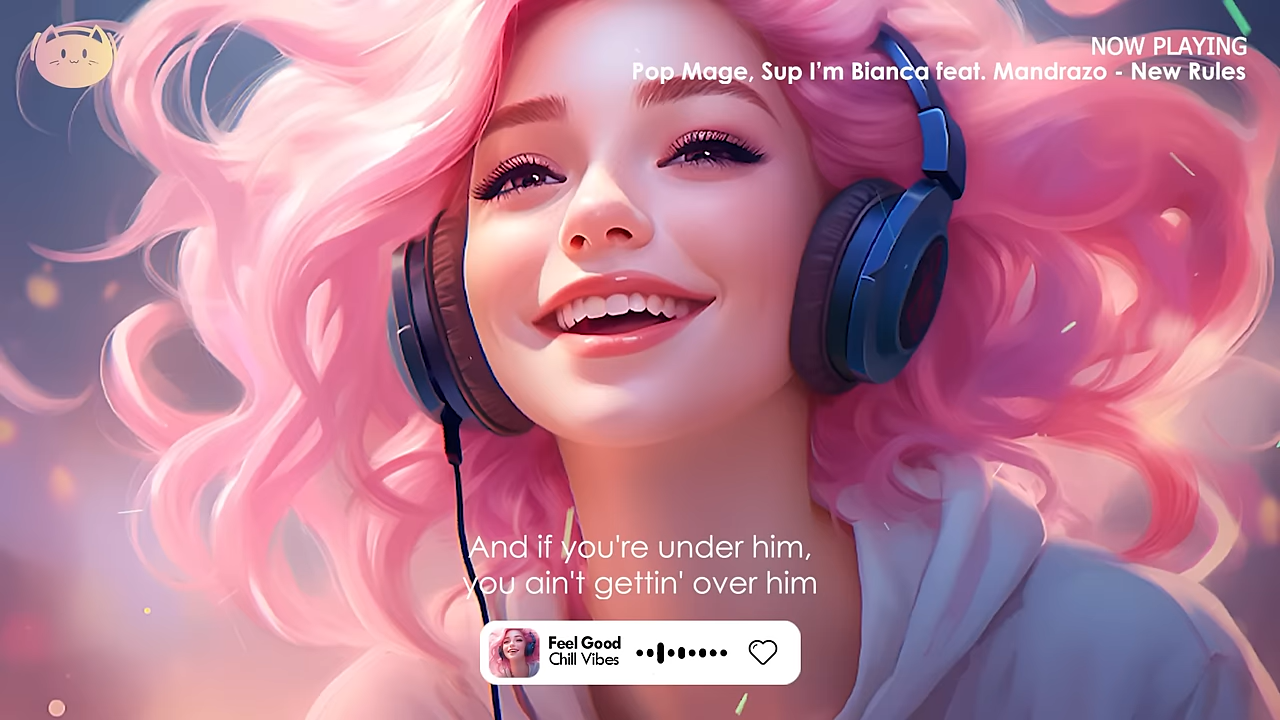 NOW PLAYING
Pop Mage, Sup I’m Bianca feat. Mandrazo - New Rules
And if you're under him,
you ain't gettin' over him
Feel Good
Chill Vibes